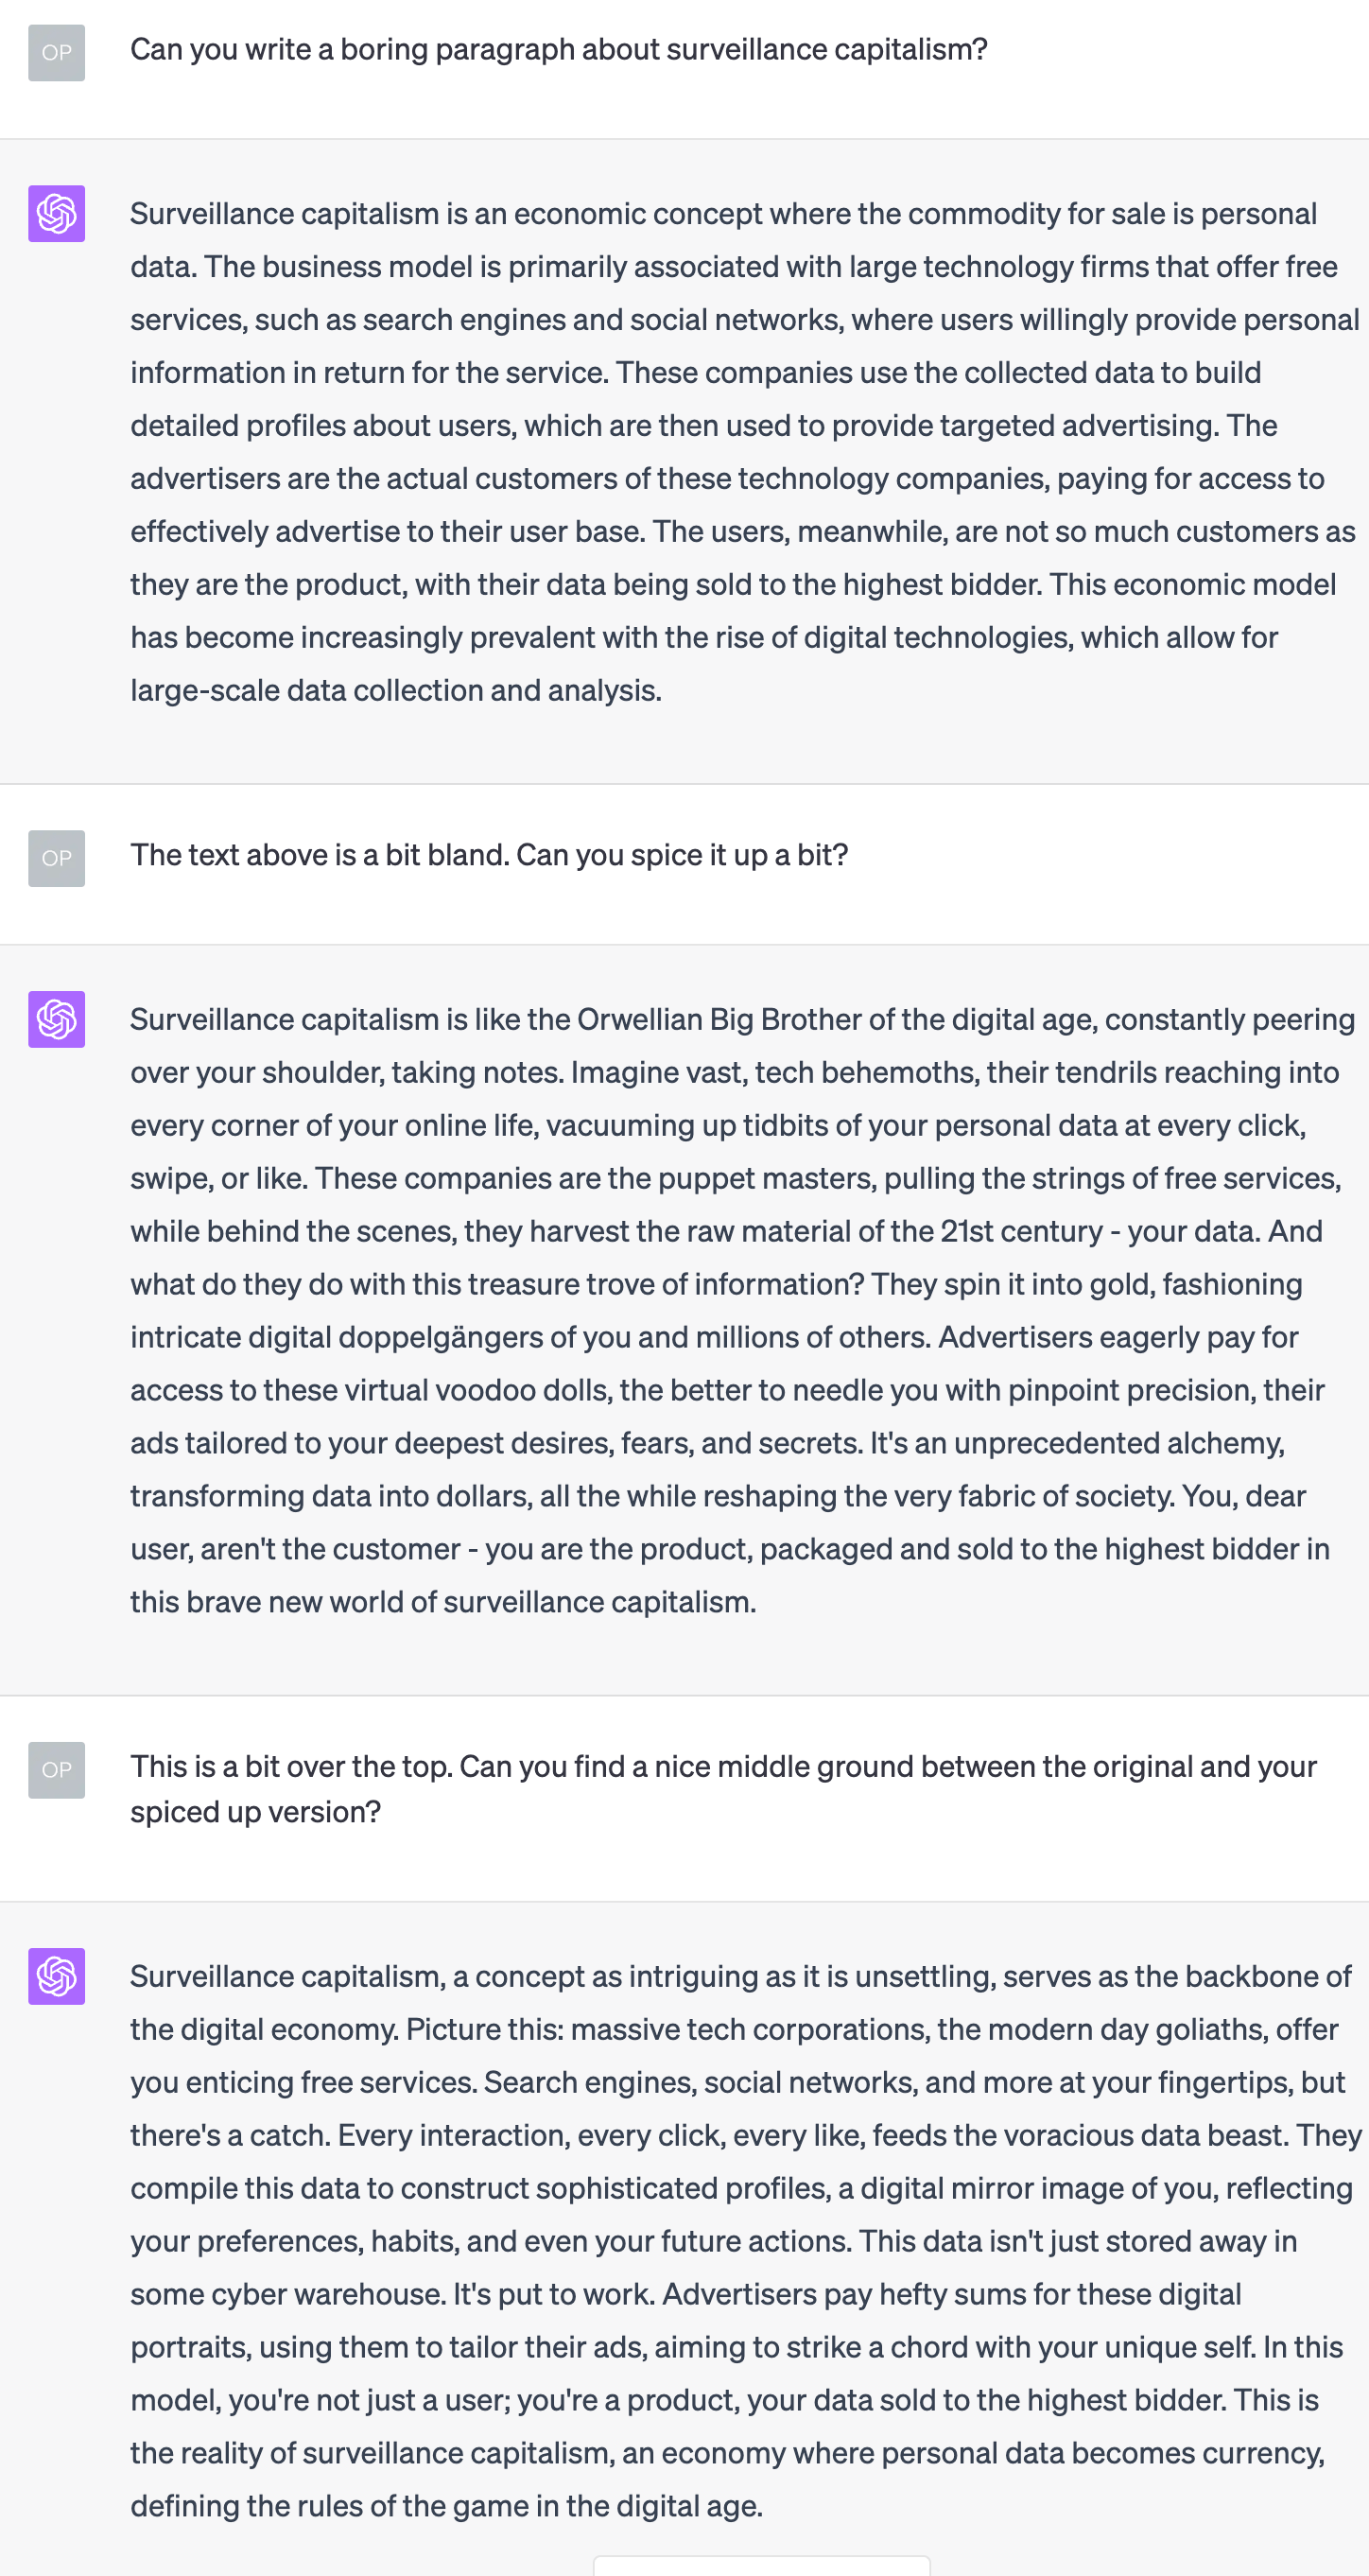 OP
Can you write a boring paragraph about surveillance capitalism?
Surveillance capitalism is an economic concept where the commodity for sale is personal
data. The business model is primarily associated with large technology firms that offer free
services, such as search engines and social networks, where users willingly provide personal
information in return for the service. These companies use the collected data to build
detailed profiles about users, which are then used to provide targeted advertising. The
advertisers are the actual customers of these technology companies, paying for access to
effectively advertise to their user base. The users, meanwhile, are not so much customers as
they are the product, with their data being sold to the highest bidder. This economic model
has become increasingly prevalent with the rise of digital technologies, which allow for
large-scale data collection and analysis.
OP
The text above is a bit bland. Can you spice it up a bit?
Surveillance capitalism is like the Orwellian Big Brother of the digital age, constantly peering
over your shoulder, taking notes. Imagine vast, tech behemoths, their tendrils reaching into
every corner of your online life, vacuuming up tidbits of your personal data at every click,
swipe, or like. These companies are the puppet masters, pulling the strings of free services,
while behind the scenes, they harvest the raw material of the 21st century - your data. And
what do they do with this treasure trove of information? They spin it into gold, fashioning
intricate digital doppelgängers of you and millions of others. Advertisers eagerly pay for
access to these virtual voodoo dolls, the better to needle you with pinpoint precision, their
ads tailored to your deepest desires, fears, and secrets. It's an unprecedented alchemy,
transforming data into dollars, all the while reshaping the very fabric of society. You, dear
user, aren't the customer - you are the product, packaged and sold to the highest bidder in
this brave new world of surveillance capitalism.
OP
This is a bit over the top. Can you find a nice middle ground between the original and your
spiced up version?
Surveillance capitalism, a concept as intriguing as it is unsettling, serves as the backbone of
the digital economy. Picture this: massive tech corporations, the modern day goliaths, offer
you enticing free services. Search engines, social networks, and more at your fingertips, but
there's a catch. Every interaction, every click, every like, feeds the voracious data beast. They
compile this data to construct sophisticated profiles, a digital mirror image of you, reflecting
your preferences, habits, and even your future actions. This data isn't just stored away in
some cyber warehouse. It's put to work. Advertisers pay hefty sums for these digital
portraits, using them to tailor their ads, aiming to strike a chord with your unique self. In this
model, you're not just a user; you're a product, your data sold to the highest bidder. This is
the reality of surveillance capitalism, an economy where personal data becomes currency,
defining the rules of the game in the digital age.